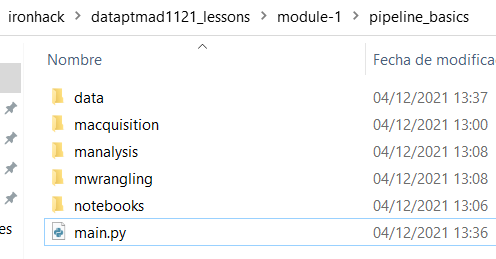 ironhack > dataptmad1121_lessons > module-1 > pipeline_basics
Nombre Fecha de modifica
data 04/12/2021 13:37
macquisition 04/12/2021 13:00
manalysis 04/12/2021 13:08
mwrangling 04/12/2021 13:08
notebooks 04/12/2021 13:06
es main.py 04/12/2021 13:36